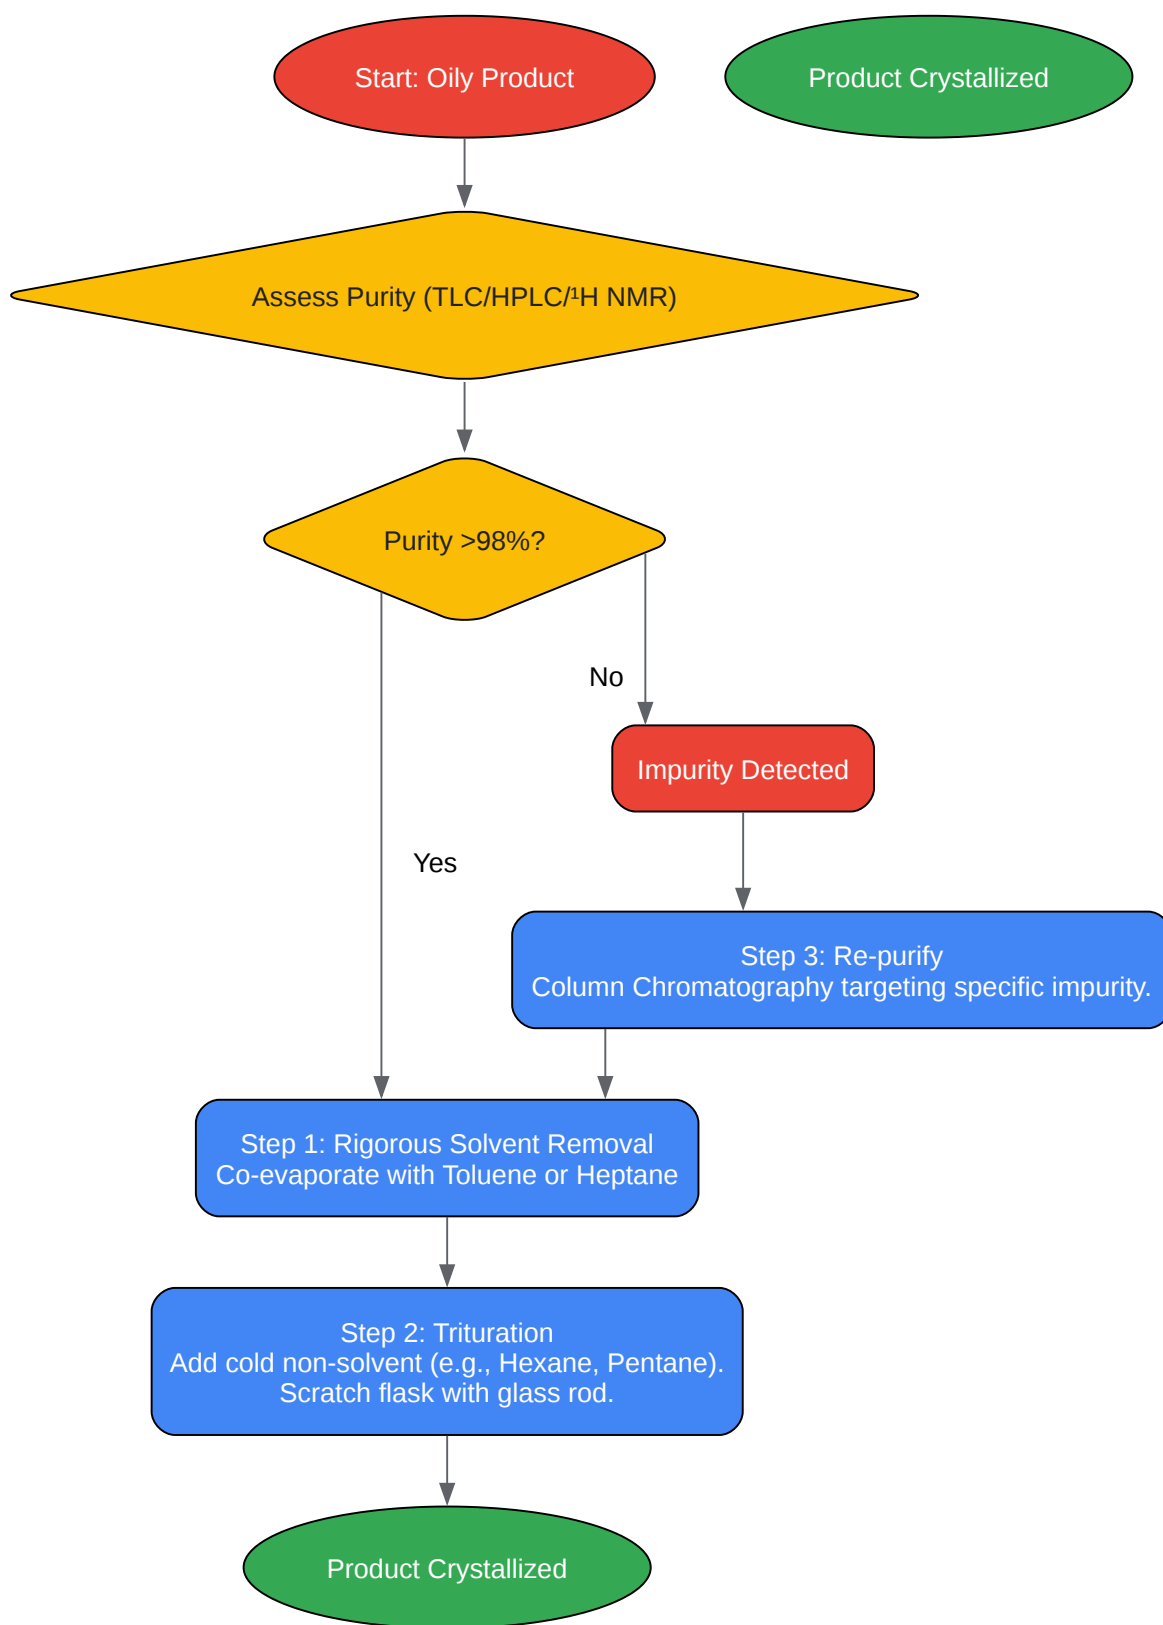 Start: Oily Product
Product Crystallized
Assess Purity (TLC/HPLC/¹H NMR)
Purity >98%?
No
Impurity Detected
Yes
Step 3: Re-purify
Column Chromatography targeting specific impurity.
Step 1: Rigorous Solvent Removal
Co-evaporate with Toluene or Heptane
Step 2: Trituration
Add cold non-solvent (e.g., Hexane, Pentane).
Scratch flask with glass rod.
Product Crystallized